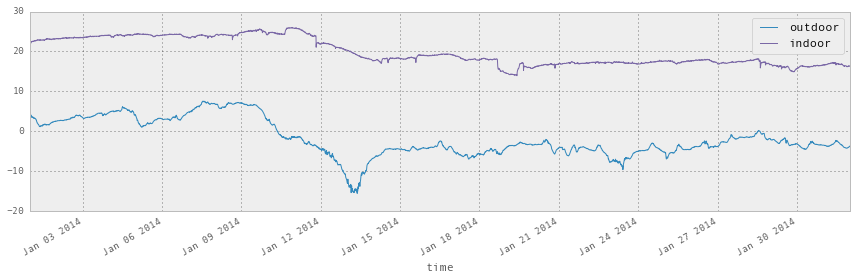 30
20
10
0
−10
−20
outdoor
indoor
Jan 03 2014
Jan 06 2014
Jan 09 2014
Jan 12 2014
Jan 15 2014
Jan 18 2014
Jan 21 2014
Jan 24 2014
Jan 27 2014
Jan 30 2014
time